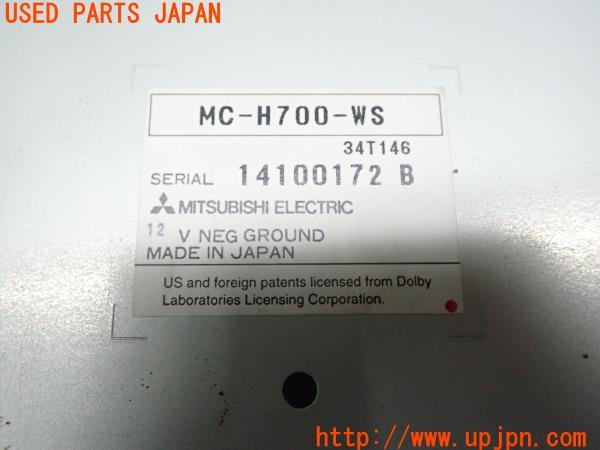 USED PARTS JAPAN
MC-H700-WS
34T146
SERIAL 14100172 B
MITSUBISHI ELECTRIC
12 V NEG GROUND
MADE IN JAPAN
US and foreign patents licensed from Dolby
Laboratories Licensing Corporation.
UPJ
http://www.upjpn.com/